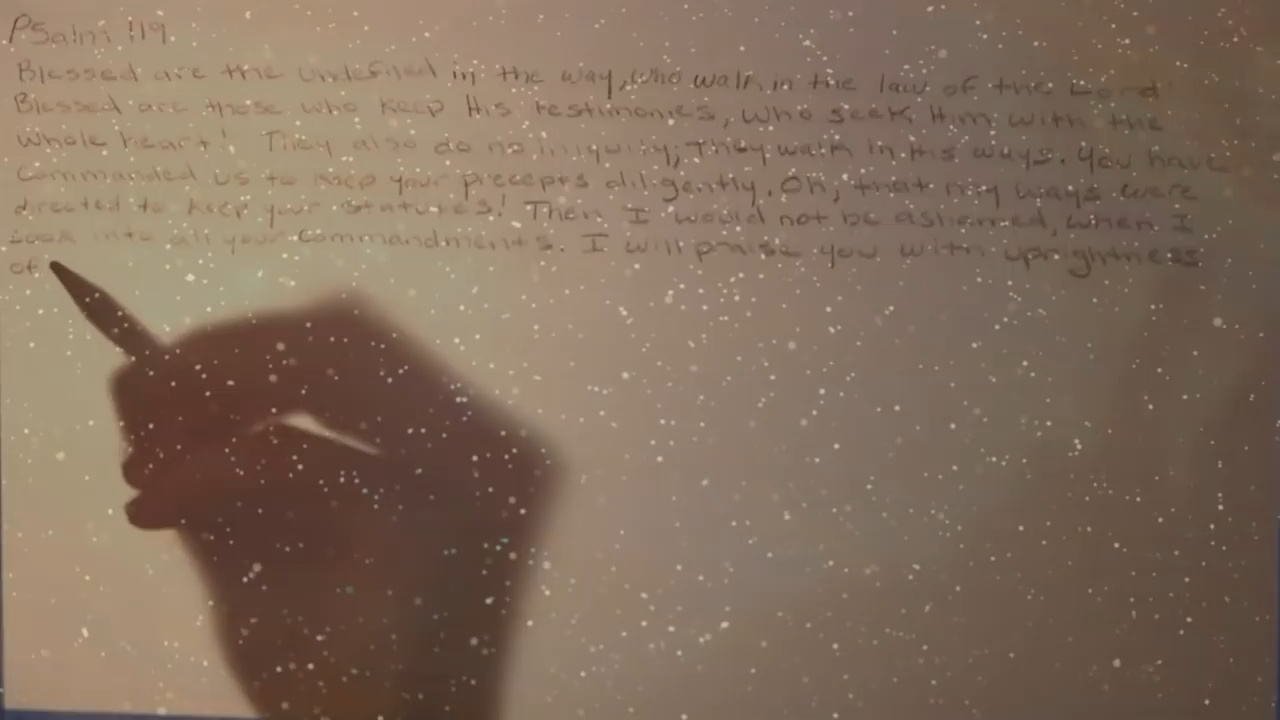 Psalm 119
Blessed are the undefiled in the way, who walk in the law of the Lord!
Blessed are those who keep His testimonies, who seek Him with the
whole heart! They also do no iniquity; They walk in His ways. You have
Commanded us to keep your precepts diligently. Oh, that my ways were
directed to keep your statutes! Then I would not be ashamed, when I
Look into all your Commandments. I will praise you with uprightness
of